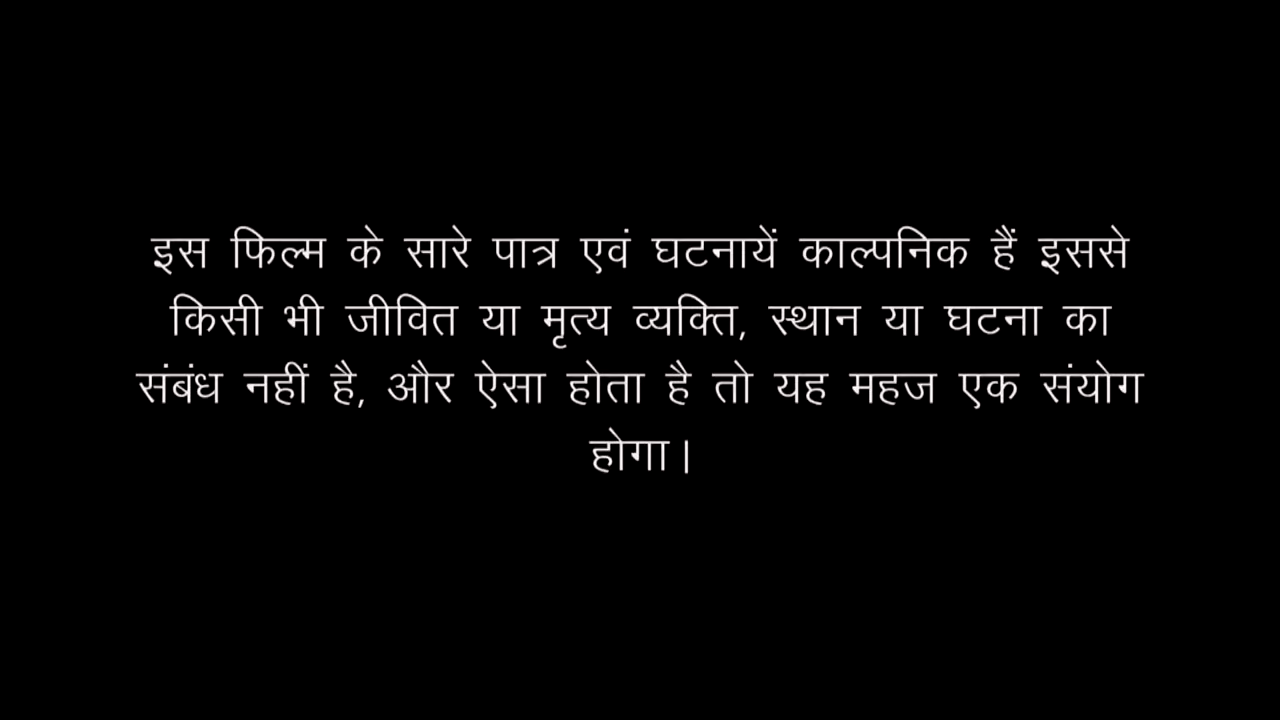 इस फिल्म के सारे पात्र एवं घटनायें काल्पनिक हैं इससे
किसी भी जीवित या मृत्य व्यक्ति, स्थान या घटना का
संबंध नहीं है, और ऐसा होता है तो यह महज एक संयोग
होगा।